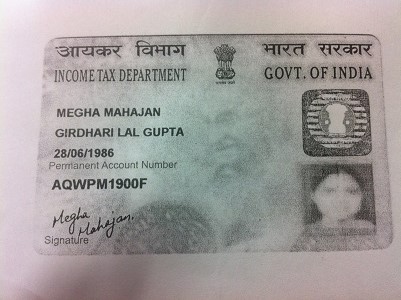 आयकर विभाग भारत सरकार
INCOME TAX DEPARTMENT GOVT. OF INDIA
MEGHA MAHAJAN
GIRDHARI LAL GUPTA
28/06/1986
Permanent Account Number
AQWPM1900F
Megha
Mahajan.
Signature